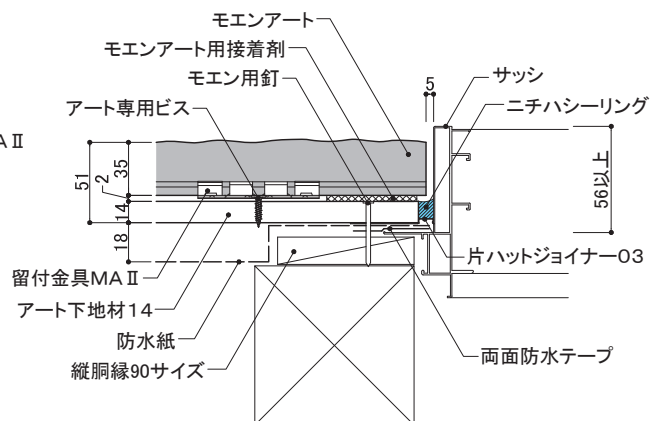 モエンアート
モエンアート用接着剤
モエン用釘
アート専用ビス
5
サッシ
ニチハシーリング
AⅡ
51
35
2
14
18
56以上
留付金具MAⅡ
片ハットジョイナー03
アート下地材14
防水紙
両面防水テープ
縦胴縁90サイズ